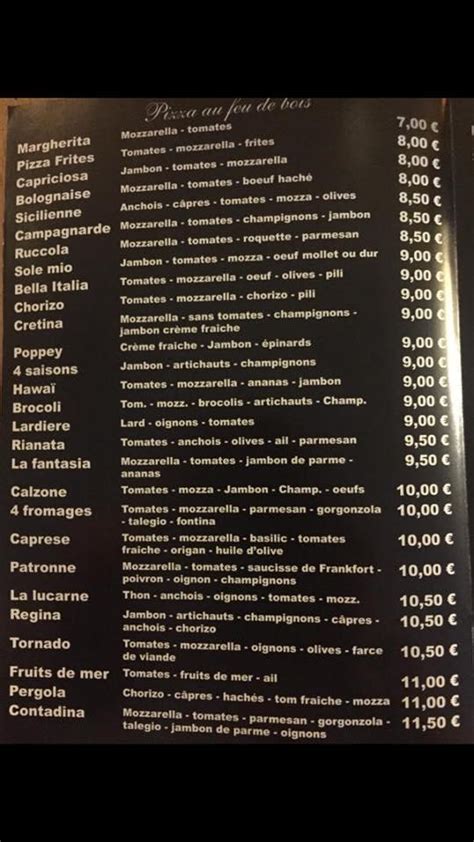 Pizza au feu de bois
Margherita Mozzarella - tomates 7,00 €
Pizza Frites Tomates - mozzarella - frites 8,00 €
Capriciosa Jambon - tomates - mozzarella 8,00 €
Bolognaise Mozzarella - tomates - boeuf haché 8,00 €
Sicilienne Anchois - câpres - tomates - mozza - olives 8,50 €
Campagnarde Mozzarella - tomates - champignons - jambon 8,50 €
Ruccola Mozzarella - tomates - roquette - parmesan 8,50 €
Sole mio Jambon - tomates - mozza - oeuf mollet ou dur 9,00 €
Bella Italia Tomates - mozzarella - oeuf - olives - pili 9,00 €
Chorizo Tomates - mozzarella - chorizo - pili 9,00 €
Cretina Mozzarella - sans tomates - champignons - 9,00 €
jambon crème fraiche
Poppey Crème fraiche - Jambon - épinards 9,00 €
4 saisons Jambon - artichauts - champignons 9,00 €
Hawaï Tomates - mozzarella - ananas - jambon 9,00 €
Brocoli Tom. - mozz. - brocolis - artichauts - Champ. 9,00 €
Lardiere Lard - oignons - tomates 9,00 €
Rianata Tomates - anchois - olives - ail - parmesan 9,50 €
La fantasia Mozzarella - tomates - jambon de parme - 9,50 €
ananas
Calzone Tomates - mozza - Jambon - Champ. - oeufs 10,00 €
4 fromages Tomates - mozzarella - parmesan - gorgonzola 10,00 €
- talegio - fontina
Caprese Tomates - mozzarella - basilic - tomates 10,00 €
fraiche - origan - huile d'olive
Patronne Mozzarella - tomates - saucisse de Frankfort - 10,00 €
poivron - oignon - champignons
La lucarne Thon - anchois - oignons - tomates - mozz. 10,50 €
Regina Jambon - artichauts - champignons - câpres - 10,50 €
anchois - chorizo
Tornado Tomates - mozzarella - oignons - olives - farce 10,50 €
de viande
Fruits de mer Tomates - fruits de mer - ail 11,00 €
Pergola Chorizo - câpres - hachés - tom fraiche - mozza 11,00 €
Contadina Mozzarella - tomates - parmesan - gorgonzola - 11,50 €
talegio - jambon de parme - oignons